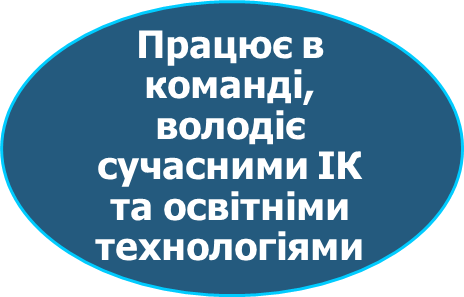 Працює в
команді,
володіє
сучасними ІК
та освітніми
технологіями